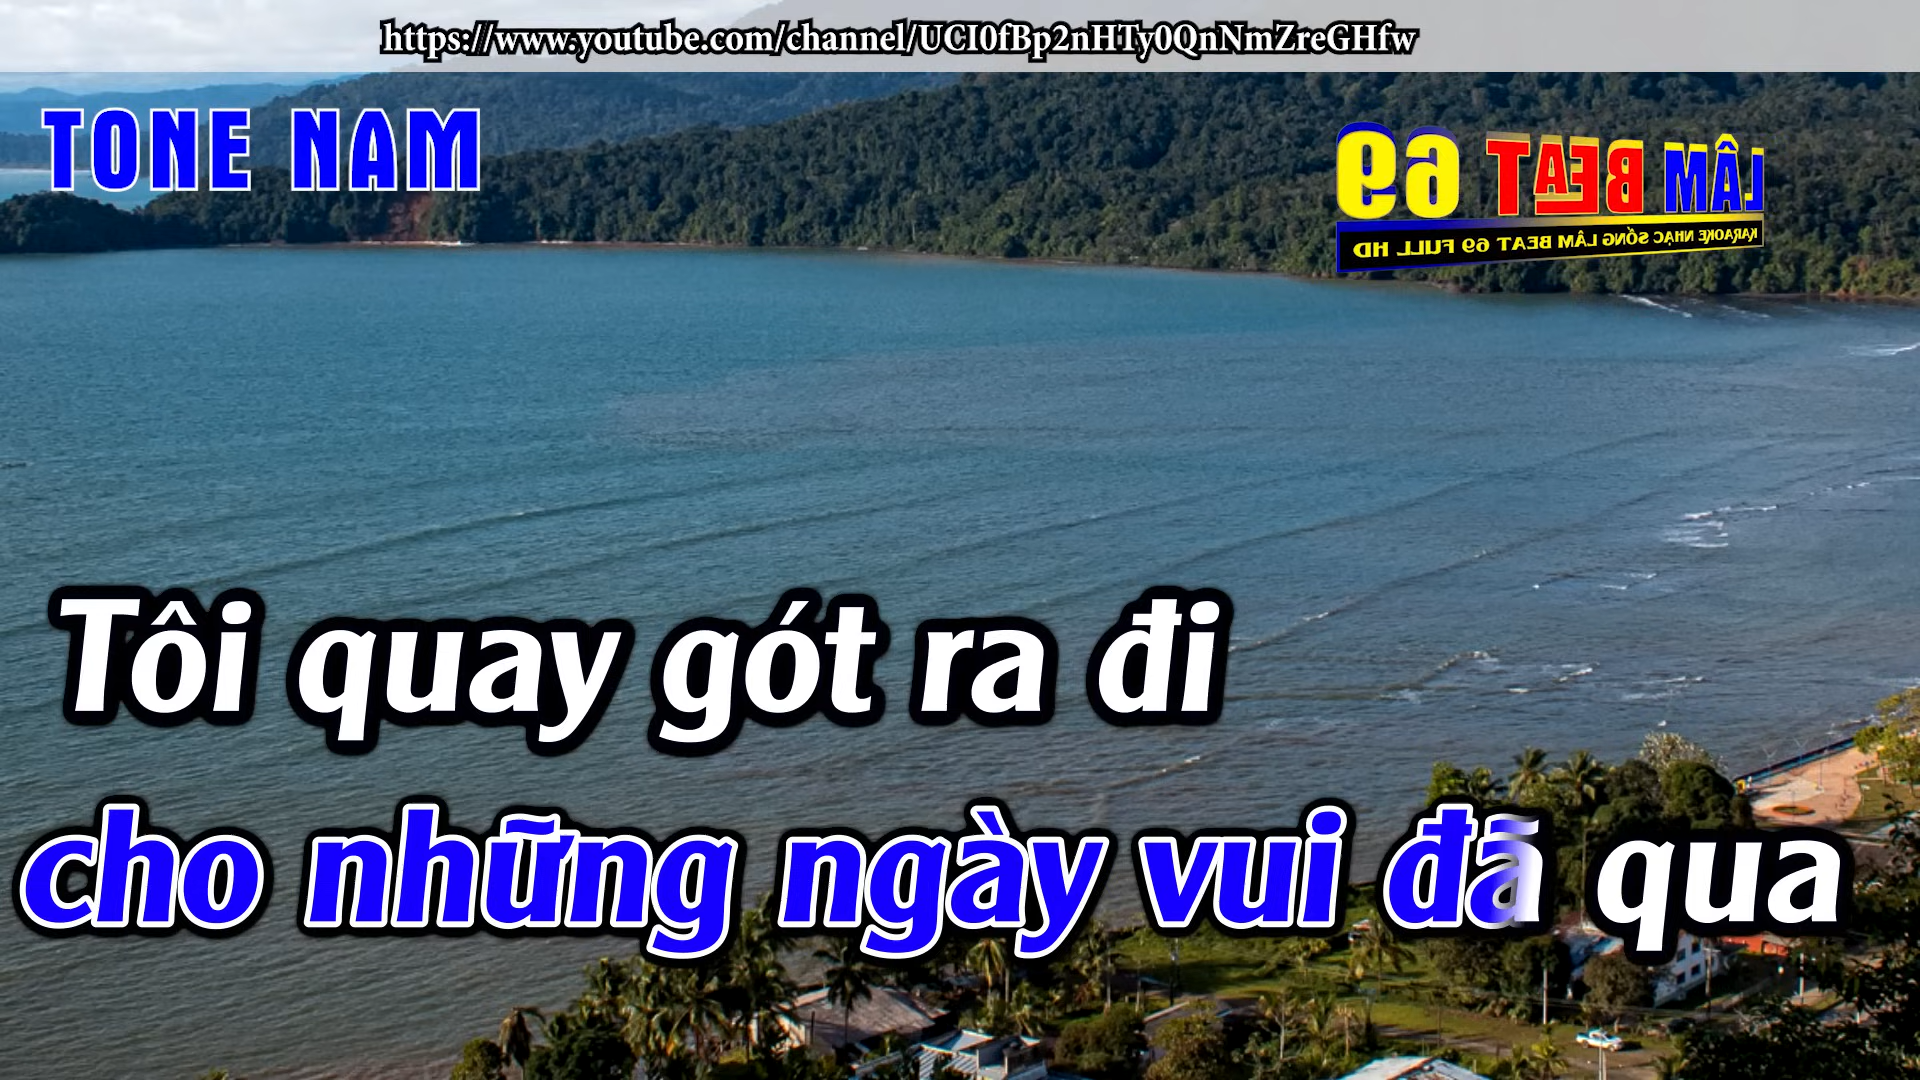 https://www.youtube.com/channel/UCI0fBp2nHTy0QnNmZreGHfw
TONE NAM
LÂM BEAT 69
KARAOKE NHẠC SỐNG LÂM BEAT 69 FULL HD
Tôi quay gót ra đi
cho những ngày vui đã qua